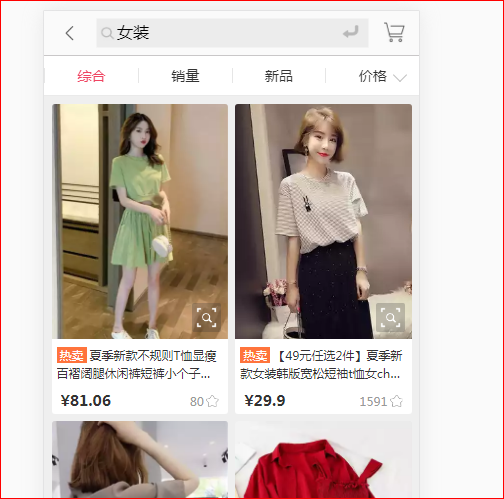 女装
综合 销量 新品 价格
热卖 夏季新款不规则T恤显瘦
百褶阔腿休闲裤短裤小个子...
¥81.06 80
热卖 【49元任选2件】夏季新
款女装韩版宽松短袖t恤女ch...
¥29.9 1591